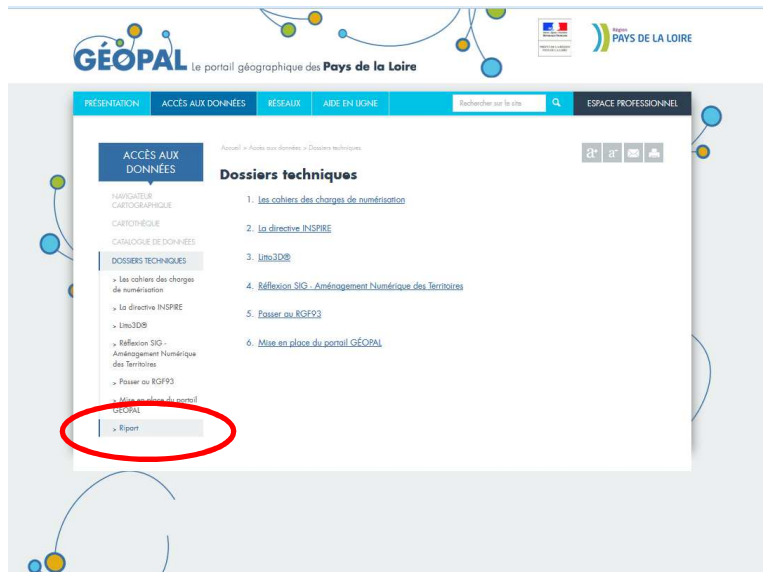 GÉOPAL Le portail géographique des Pays de la Loire
Région
PAYS DE LA LOIRE
PRÉSENTATION ACCÈS AUX DONNÉES RÉSEAUX AIDE EN LIGNE Rechercher sur le site ESPACE PROFESSIONNEL
ACCÈS AUX
DONNÉES
Accueil > Accès aux données > Dossiers techniques
a+ a-
Dossiers techniques
NAVIGATEUR
CARTOGRAPHIQUE
CARTOTHÈQUE
CATALOGUE DE DONNÉES
DOSSIERS TECHNIQUES
> Les cahiers des charges
de numérisation
> La directive INSPIRE
> Litto3D®
> Réflexion SIG -
Aménagement Numérique
des Territoires
> Passer au RGF93
> Mise en place du portail
GÉOPAL
> Ripart
1. Les cahiers des charges de numérisation
2. La directive INSPIRE
3. Litto3D®
4. Réflexion SIG - Aménagement Numérique des Territoires
5. Passer au RGF93
6. Mise en place du portail GÉOPAL